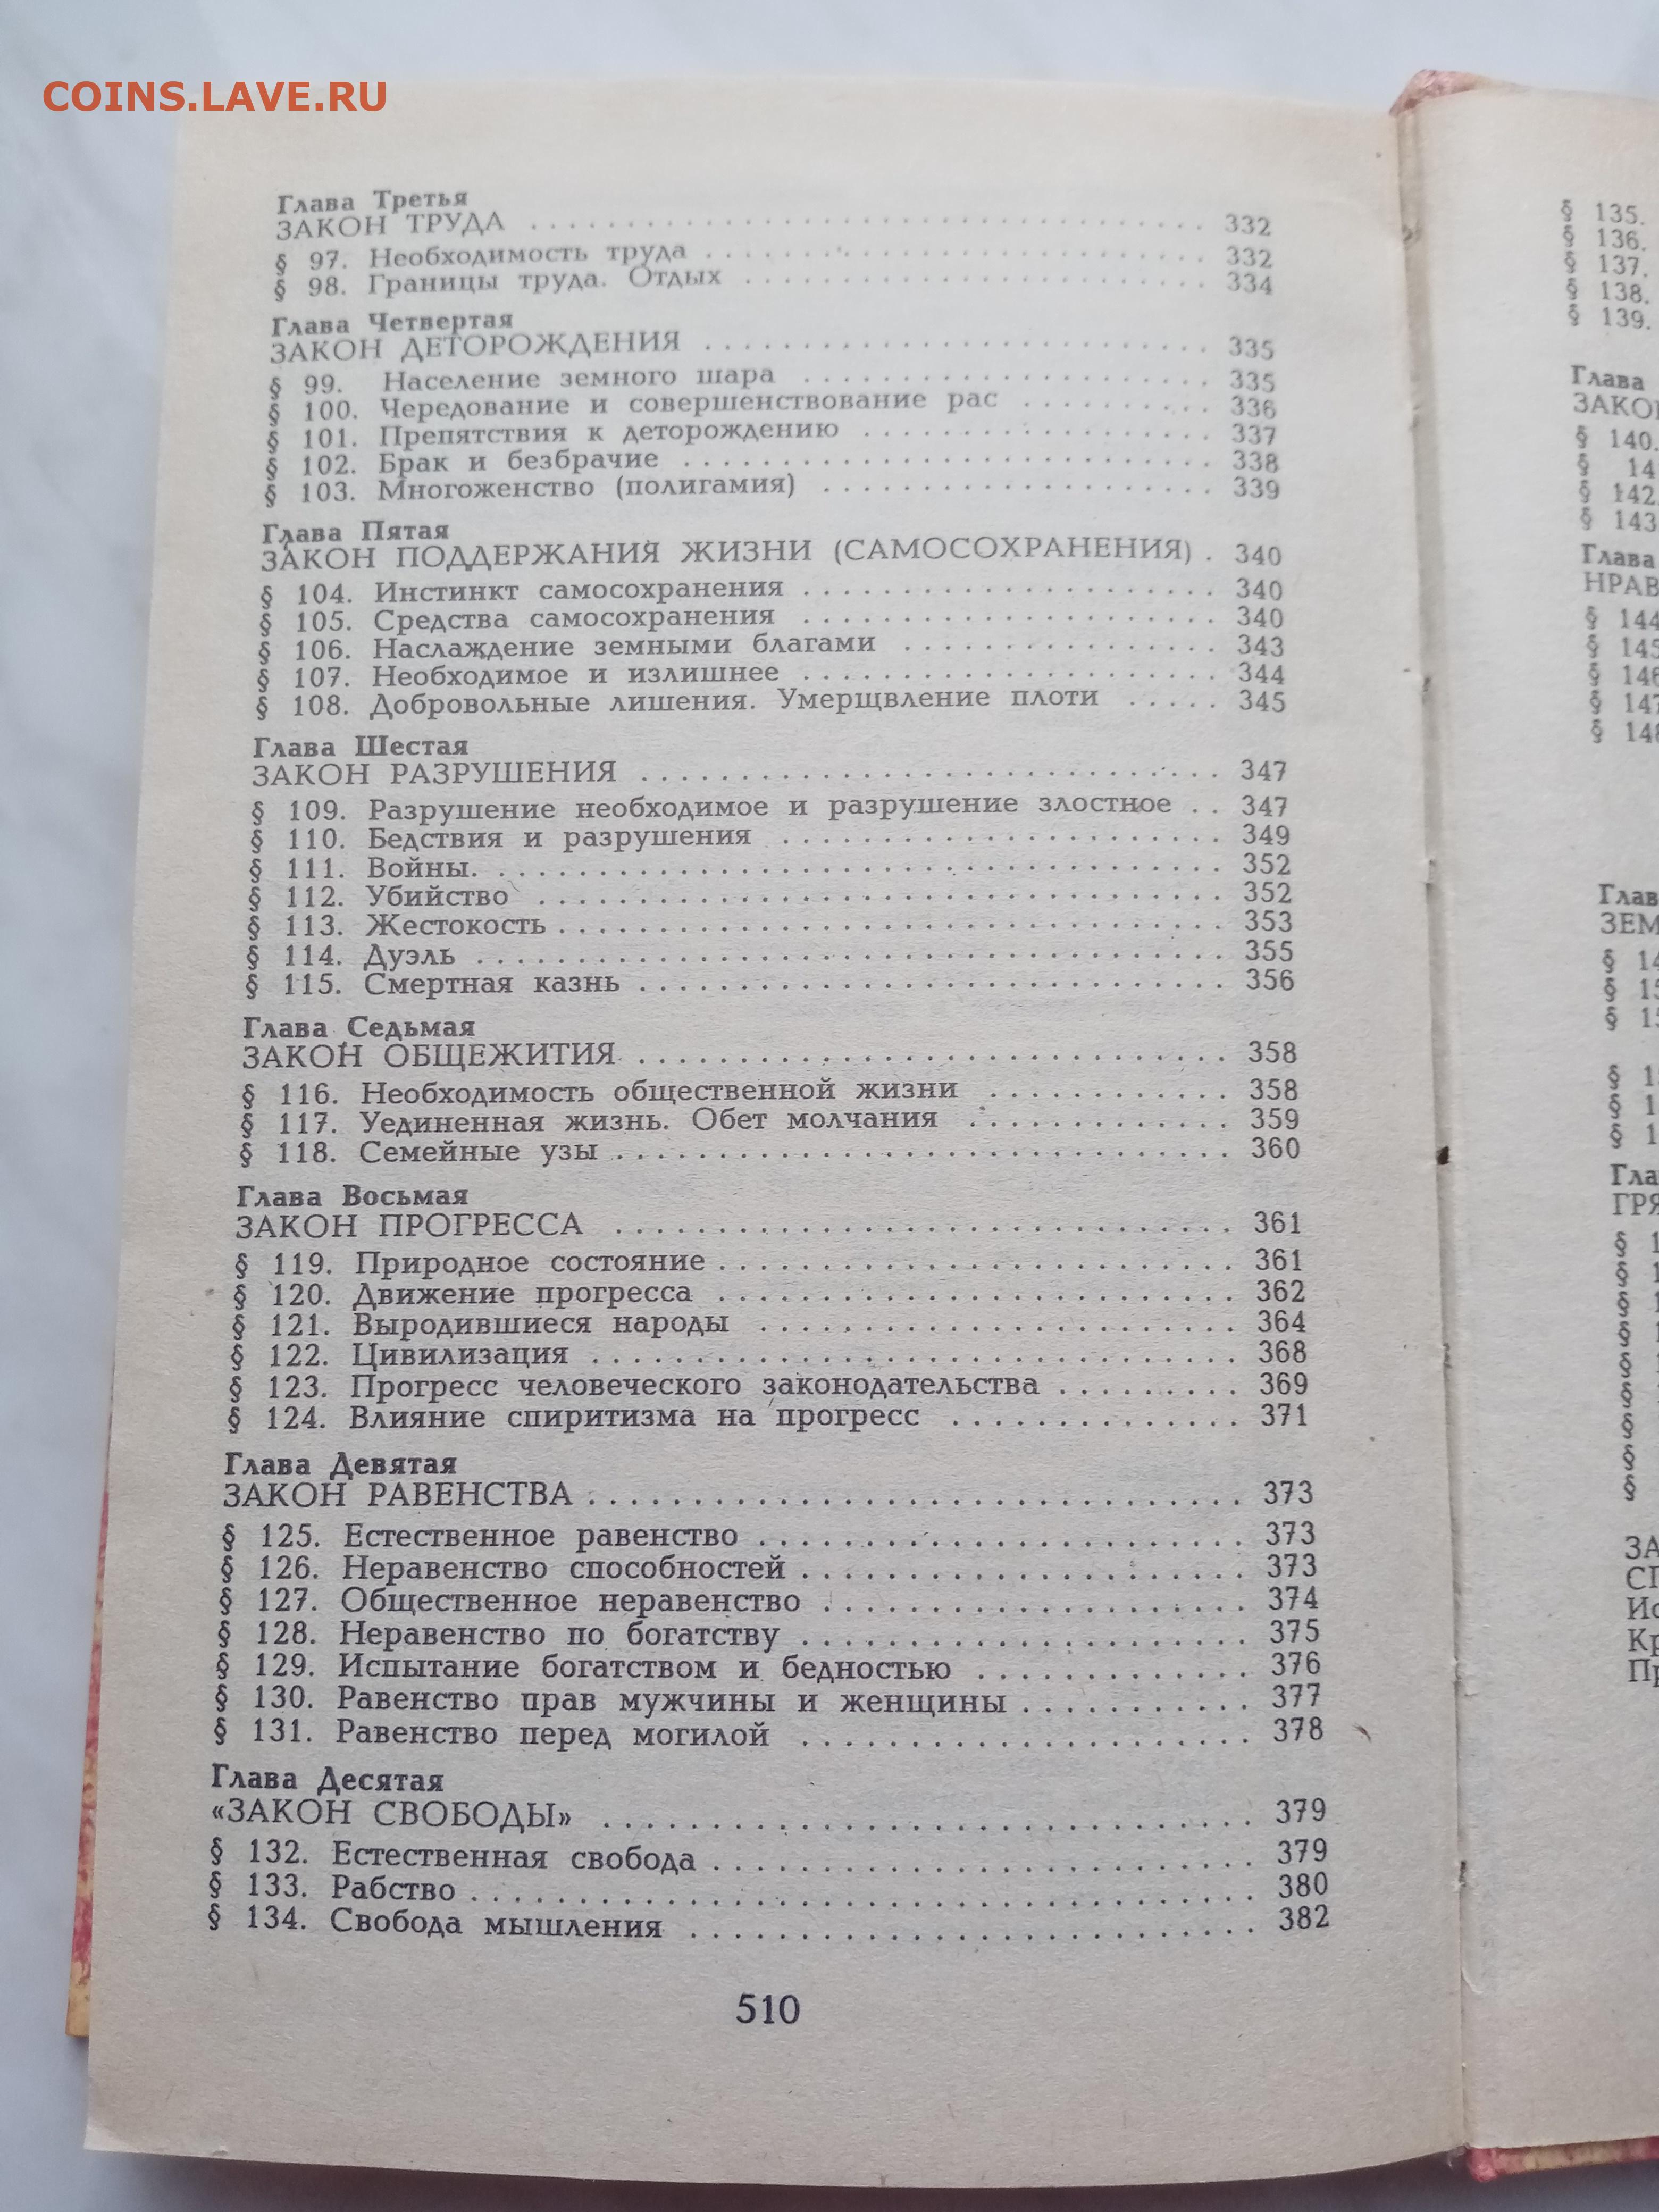 COINS.LAVE.RU
Глава Третья
ЗАКОН ТРУДА . . . . . . . . . . . . . . . . . . . . . . . . . . 332
§ 97. Необходимость труда . . . . . . . . . . . . . . . . . . . 332
§ 98. Границы труда. Отдых . . . . . . . . . . . . . . . . . . 334
Глава Четвертая
ЗАКОН ДЕТОРОЖДЕНИЯ . . . . . . . . . . . . . . . . . . . 335
§ 99. Население земного шара . . . . . . . . . . . . . . . . 335
§ 100. Чередование и совершенствование рас . . . . . . . . 336
§ 101. Препятствия к деторождению . . . . . . . . . . . . . . 337
§ 102. Брак и безбрачие . . . . . . . . . . . . . . . . . . . . 338
§ 103. Многоженство (полигамия) . . . . . . . . . . . . . . . 339
Глава Пятая
ЗАКОН ПОДДЕРЖАНИЯ ЖИЗНИ (САМОСОХРАНЕНИЯ) . 340
§ 104. Инстинкт самосохранения . . . . . . . . . . . . . . . . 340
§ 105. Средства самосохранения . . . . . . . . . . . . . . . . 340
§ 106. Наслаждение земными благами . . . . . . . . . . . . 343
§ 107. Необходимое и излишнее . . . . . . . . . . . . . . . . 344
§ 108. Добровольные лишения. Умерщвление плоти . . . . . 345
Глава Шестая
ЗАКОН РАЗРУШЕНИЯ . . . . . . . . . . . . . . . . . . . . . . 347
§ 109. Разрушение необходимое и разрушение злостное . . 347
§ 110. Бедствия и разрушения . . . . . . . . . . . . . . . . . 349
§ 111. Войны. . . . . . . . . . . . . . . . . . . . . . . . . . . . 352
§ 112. Убийство . . . . . . . . . . . . . . . . . . . . . . . . . . 352
§ 113. Жестокость . . . . . . . . . . . . . . . . . . . . . . . . . 353
§ 114. Дуэль . . . . . . . . . . . . . . . . . . . . . . . . . . . . 355
§ 115. Смертная казнь . . . . . . . . . . . . . . . . . . . . . . 356
Глава Седьмая
ЗАКОН ОБЩЕЖИТИЯ . . . . . . . . . . . . . . . . . . . . . . 358
§ 116. Необходимость общественной жизни . . . . . . . . . 358
§ 117. Уединенная жизнь. Обет молчания . . . . . . . . . . 359
§ 118. Семейные узы . . . . . . . . . . . . . . . . . . . . . . . 360
Глава Восьмая
ЗАКОН ПРОГРЕССА . . . . . . . . . . . . . . . . . . . . . . . 361
§ 119. Природное состояние . . . . . . . . . . . . . . . . . . . 361
§ 120. Движение прогресса . . . . . . . . . . . . . . . . . . . 362
§ 121. Выродившиеся народы . . . . . . . . . . . . . . . . . . 364
§ 122. Цивилизация . . . . . . . . . . . . . . . . . . . . . . . . 368
§ 123. Прогресс человеческого законодательства . . . . . . . 369
§ 124. Влияние спиритизма на прогресс . . . . . . . . . . . 371
Глава Девятая
ЗАКОН РАВЕНСТВА . . . . . . . . . . . . . . . . . . . . . . . 373
§ 125. Естественное равенство . . . . . . . . . . . . . . . . . . 373
§ 126. Неравенство способностей . . . . . . . . . . . . . . . . 373
§ 127. Общественное неравенство . . . . . . . . . . . . . . . 374
§ 128. Неравенство по богатству . . . . . . . . . . . . . . . . 375
§ 129. Испытание богатством и бедностью . . . . . . . . . . 376
§ 130. Равенство прав мужчины и женщины . . . . . . . . . 377
§ 131. Равенство перед могилой . . . . . . . . . . . . . . . . 378
Глава Десятая
«ЗАКОН СВОБОДЫ» . . . . . . . . . . . . . . . . . . . . . . 379
§ 132. Естественная свобода . . . . . . . . . . . . . . . . . . . 379
§ 133. Рабство . . . . . . . . . . . . . . . . . . . . . . . . . . . 380
§ 134. Свобода мышления . . . . . . . . . . . . . . . . . . . . 382
510
§ 135.
§ 136.
§ 137.
§ 138.
§ 139.
Глава
§ 140.
§ 142
§ 143
Глава
§ 144
§ 145
§ 146
§ 147
§ 148